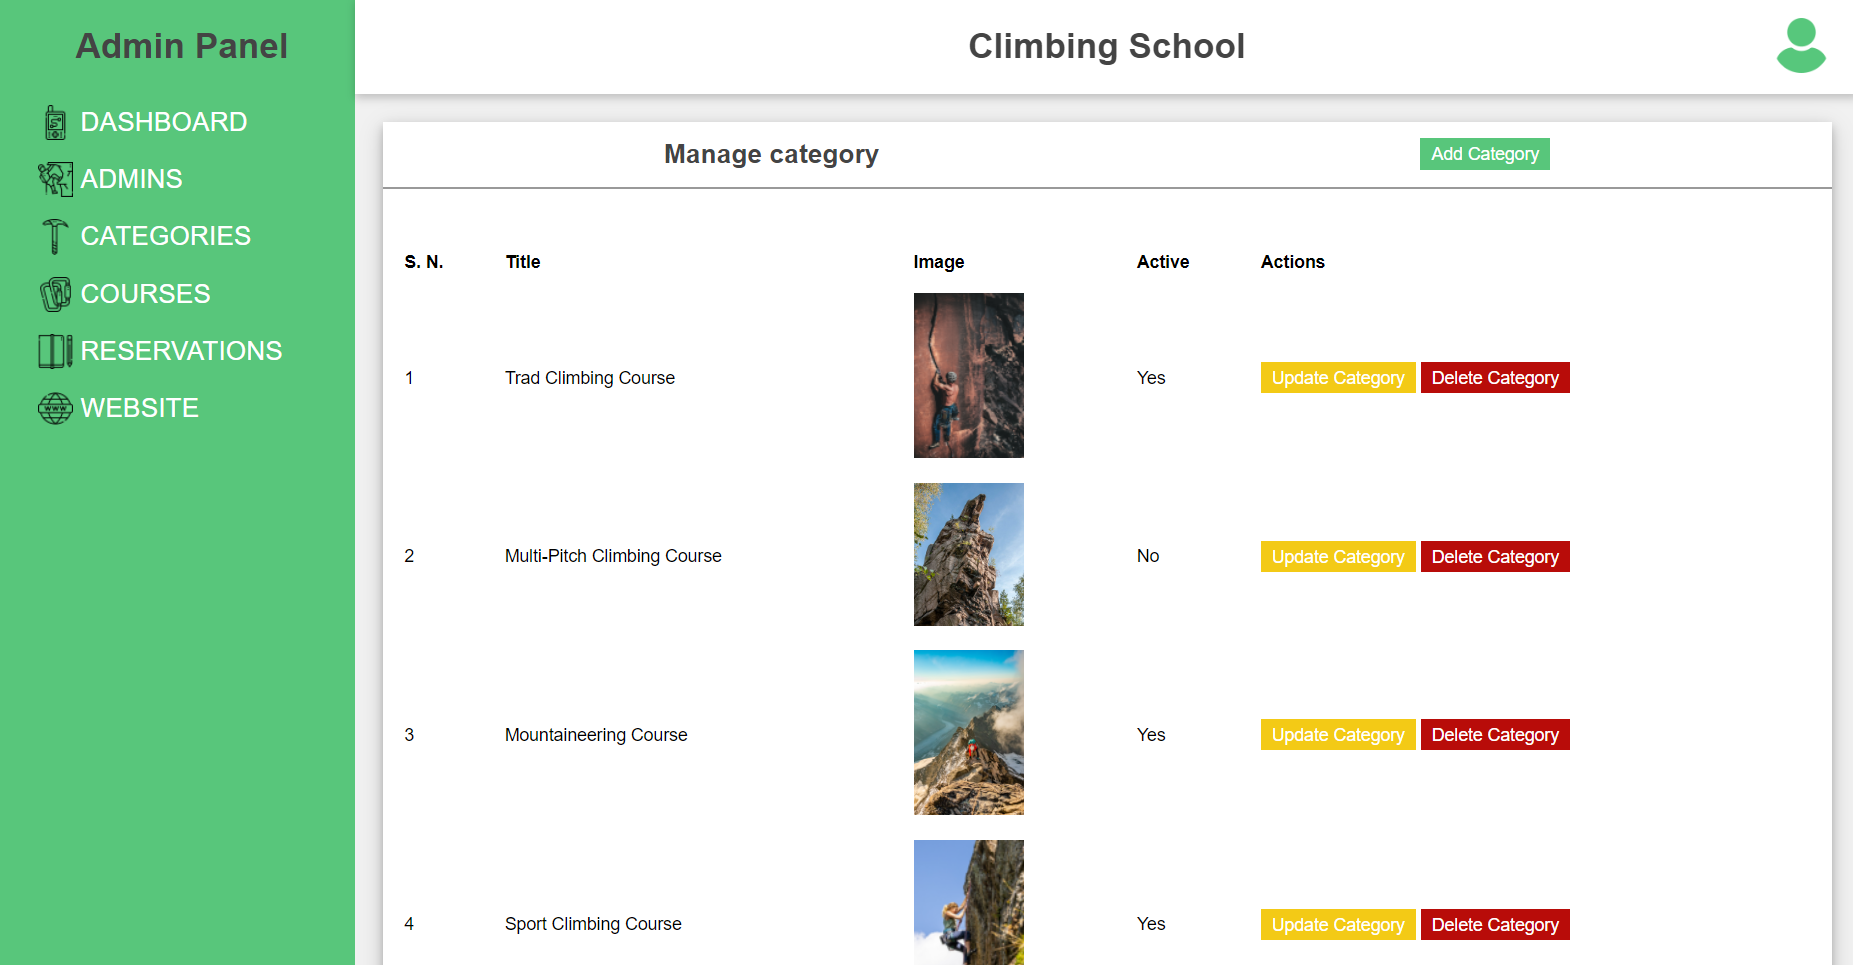 Admin Panel
DASHBOARD
ADMINS
CATEGORIES
COURSES
RESERVATIONS
WWW
WEBSITE
Climbing School
Manage category
Add Category
S. N. Title Image Active Actions
1 Trad Climbing Course Yes Update Category Delete Category
2 Multi-Pitch Climbing Course No Update Category Delete Category
3 Mountaineering Course Yes Update Category Delete Category
4 Sport Climbing Course Yes Update Category Delete Category